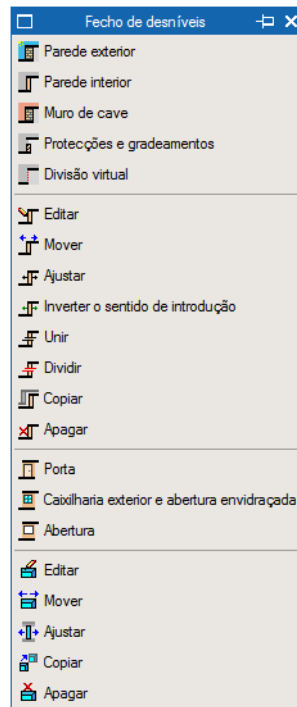 Fecho de desníveis
Parede exterior
Parede interior
Muro de cave
Protecções e gradeamentos
Divisão virtual
Editar
Mover
Ajustar
Inverter o sentido de introdução
Unir
Dividir
Copiar
Apagar
Porta
Caixilharia exterior e abertura envidraçada
Abertura
Editar
Mover
Ajustar
Copiar
Apagar